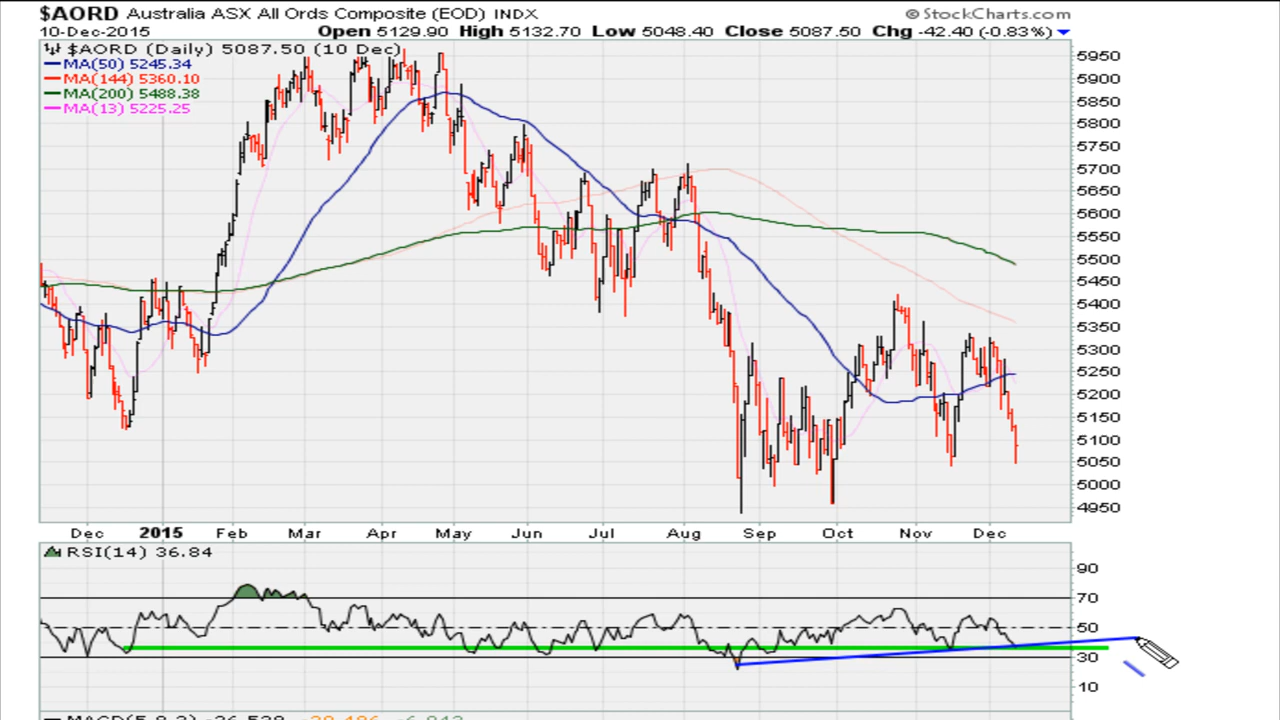 $AORD Australia ASX All Ords Composite (EOD) INDX © StockCharts.com
10-Dec-2015 Open 5129.90 High 5132.70 Low 5048.40 Close 5087.50 Chg -42.40 (-0.83%)
$AORD (Daily) 5087.50 (10 Dec)
MA(50) 5245.34
MA(144) 5360.10
MA(200) 5488.38
MA(13) 5225.25
5950
5900
5850
5800
5750
5700
5650
5600
5550
5500
5450
5400
5350
5300
5250
5200
5150
5100
5050
5000
4950
Dec 2015 Feb Mar Apr May Jun Jul Aug Sep Oct Nov Dec
RSI(14) 36.84
90
70
50
30
10